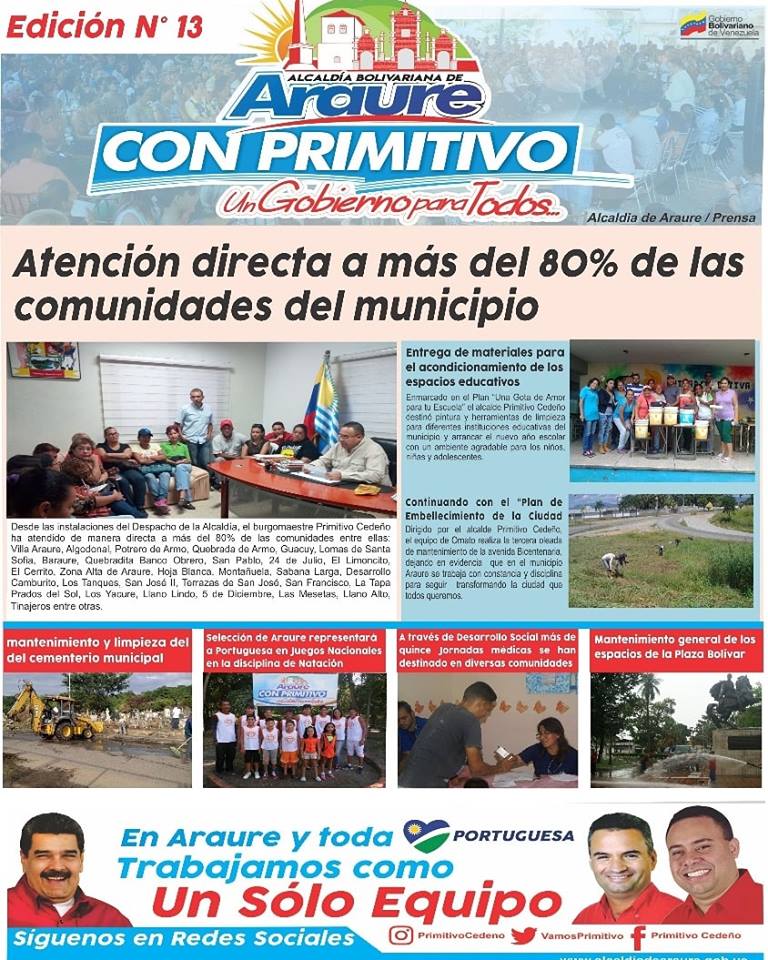 Edición N° 13
Gobierno
Bolivariano
de Venezuela
ALCALDÍA BOLIVARIANA DE
Araure
CON PRIMITIVO
Un Gobierno para Todos...
Alcaldia de Araure / Prensa
Atención directa a más del 80% de las
comunidades del municipio
Desde las instalaciones del Despacho de la Alcaldía, el burgomaestre Primitivo Cedeño
ha atendido de manera directa a más del 80% de las comunidades entre ellas:
Villa Araure, Algodonal, Potrero de Armo, Quebrada de Armo, Guacuy, Lomas de Santa
Sofia, Baraure, Quebradita Banco Obrero, San Pablo, 24 de Julio, El Limoncito,
El Cerrito, Zona Alta de Araure, Hoja Blanca, Montañuela, Sabana Larga, Desarrollo
Camburito, Los Tanques, San José II, Terrazas de San José, San Francisco, La Tapa
Prados del Sol, Los Yacure, Llano Lindo, 5 de Diciembre, Las Mesetas, Llano Alto,
Tinajeros entre otras.
Entrega de materiales para
el acondicionamiento de los
espacios educativos
Enmarcado en el Plan "Una Gota de Amor
para tu Escuela" el alcalde Primitivo Cedeño
destinó pintura y herramientas de limpieza
para diferentes instituciones educativas del
municipio y arrancar el nuevo año escolar
con un ambiente agradable para los niños,
niñas y adolescentes.
Continuando con el "Plan de
Embellecimiento de la Ciudad
Dirigido por el alcalde Primitivo Cedeño,
el equipo de Ornato realiza la tercera oleada
de mantenimiento de la avenida Bicentenaria,
dejando en evidencia que en el municipio
Araure se trabaja con constancia y disciplina
para seguir transformando la ciudad que
todos queremos.
mantenimiento y limpieza del
del cementerio municipal
Selección de Araure representará
a Portuguesa en Juegos Nacionales
en la disciplina de Natación
A través de Desarrollo Social más de
quince jornadas médicas se han
destinado en diversas comunidades
Mantenimiento general de los
espacios de la Plaza Bolivar
Araure
CON PRIMITIVO
En Araure y toda
PORTUGUESA
Trabajamos como
Un Sólo Equipo
Síguenos en Redes Sociales
PrimitivoCedeno
VamosPrimitivo
Primitivo Cedeño